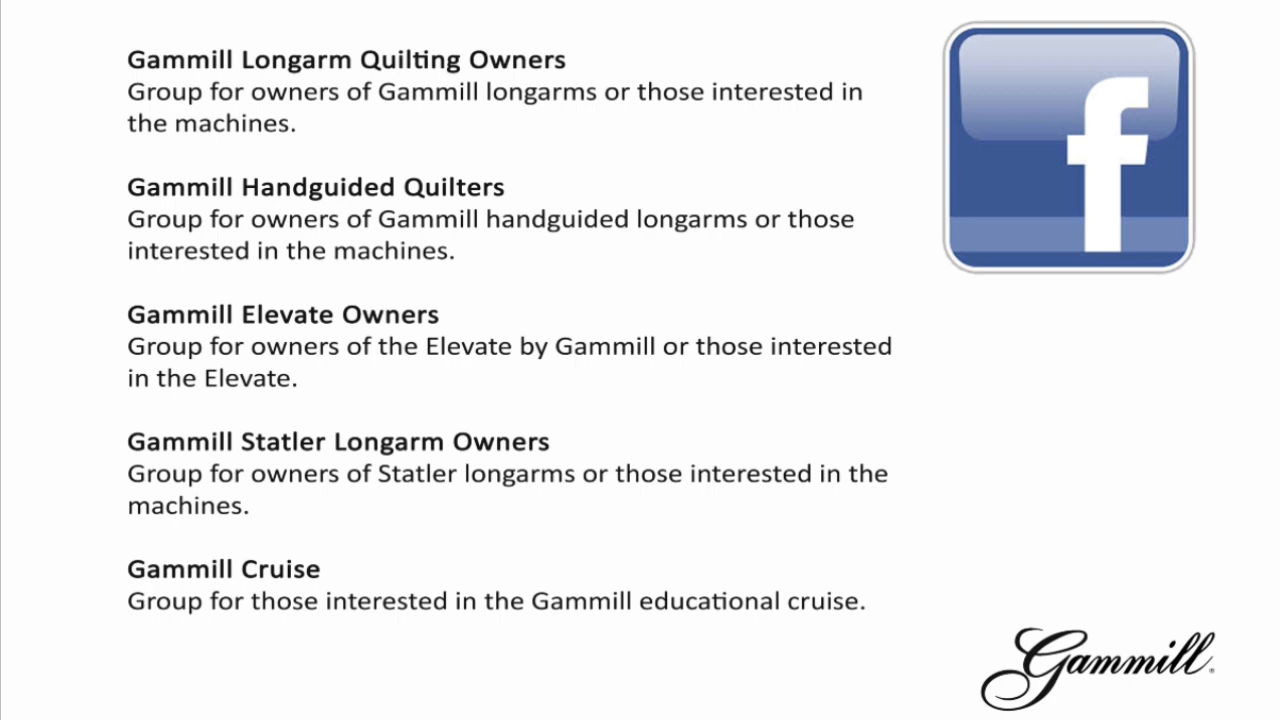 Gammill Longarm Quilting Owners
Group for owners of Gammill longarms or those interested in
the machines.
Gammill Handguided Quilters
Group for owners of Gammill handguided longarms or those
interested in the machines.
Gammill Elevate Owners
Group for owners of the Elevate by Gammill or those interested
in the Elevate.
Gammill Statler Longarm Owners
Group for owners of Statler longarms or those interested in the
machines.
Gammill Cruise
Group for those interested in the Gammill educational cruise.
f
Gammill